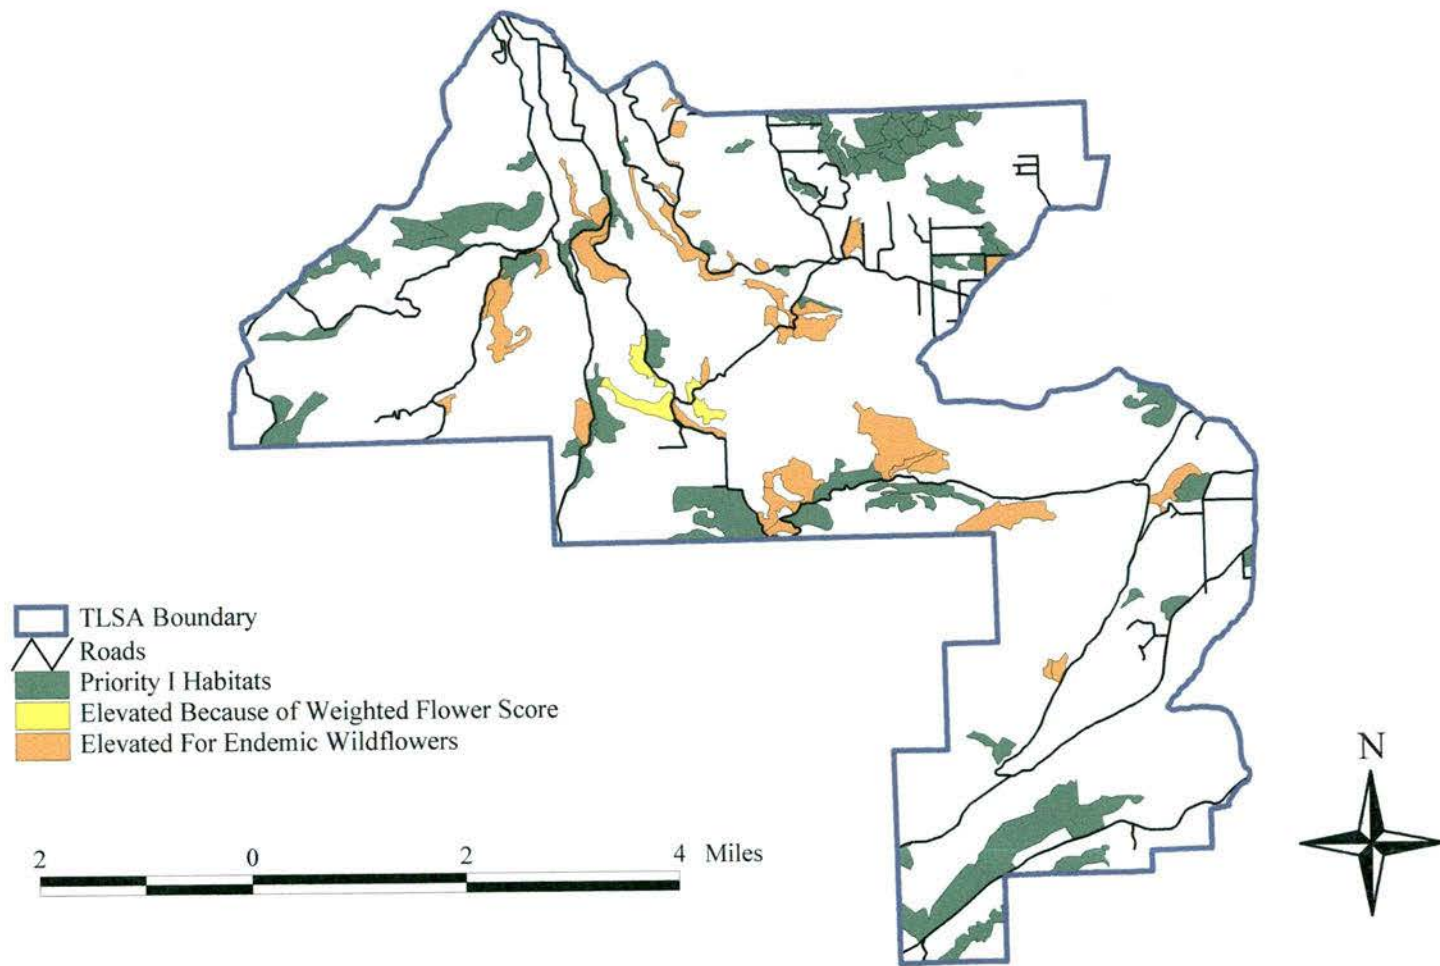 TLSA Boundary
Roads
Priority I Habitats
Elevated Because of Weighted Flower Score
Elevated For Endemic Wildflowers
N
2 0 2 4 Miles